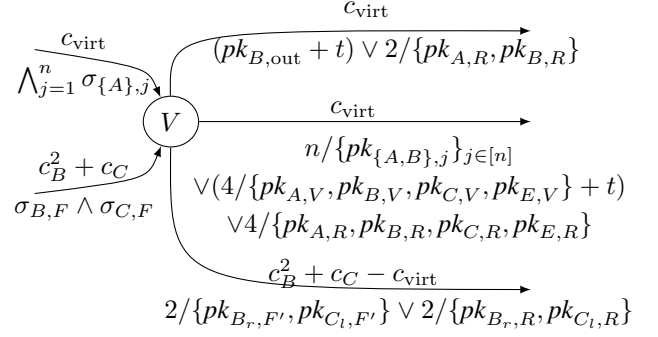 c_virt
(pk_{B,out} + t) ∨ 2/{pk_{A,R}, pk_{B,R}}
c_virt
⋀_{j=1}^{n} σ_{{A},j}
V
c_virt
n/{pk_{{A,B},j}}_{j∈[n]}
∨(4/{pk_{A,V}, pk_{B,V}, pk_{C,V}, pk_{E,V}} + t)
∨4/{pk_{A,R}, pk_{B,R}, pk_{C,R}, pk_{E,R}}
c_B^2 + c_C
σ_{B,F} ∧ σ_{C,F}
c_B^2 + c_C − c_virt
2/{pk_{B_r,F′}, pk_{C_l,F′}} ∨ 2/{pk_{B_r,R}, pk_{C_l,R}}